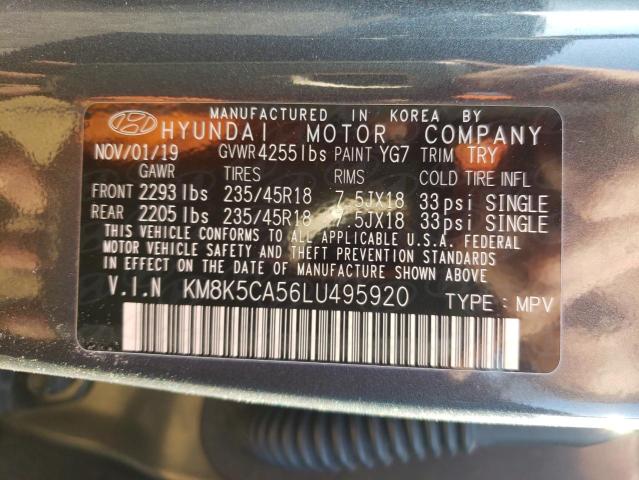 MANUFACTURED IN KOREA BY
HYUNDAI MOTOR COMPANY
NOV/01/19 GVWR 4255lbs PAINT YG7 TRIM TRY
GAWR TIRES RIMS COLD TIRE INFL
FRONT 2293lbs 235/45R18 7.5JX18 33psi SINGLE
REAR 2205lbs 235/45R18 7.5JX18 33psi SINGLE
THIS VEHICLE CONFORMS TO ALL APPLICABLE U.S.A. FEDERAL
MOTOR VEHICLE SAFETY AND THEFT PREVENTION STANDARDS
IN EFFECT ON THE DATE OF MANUFACTURE SHOWN ABOVE.
V.I.N KM8K5CA56LU495920 TYPE : MPV